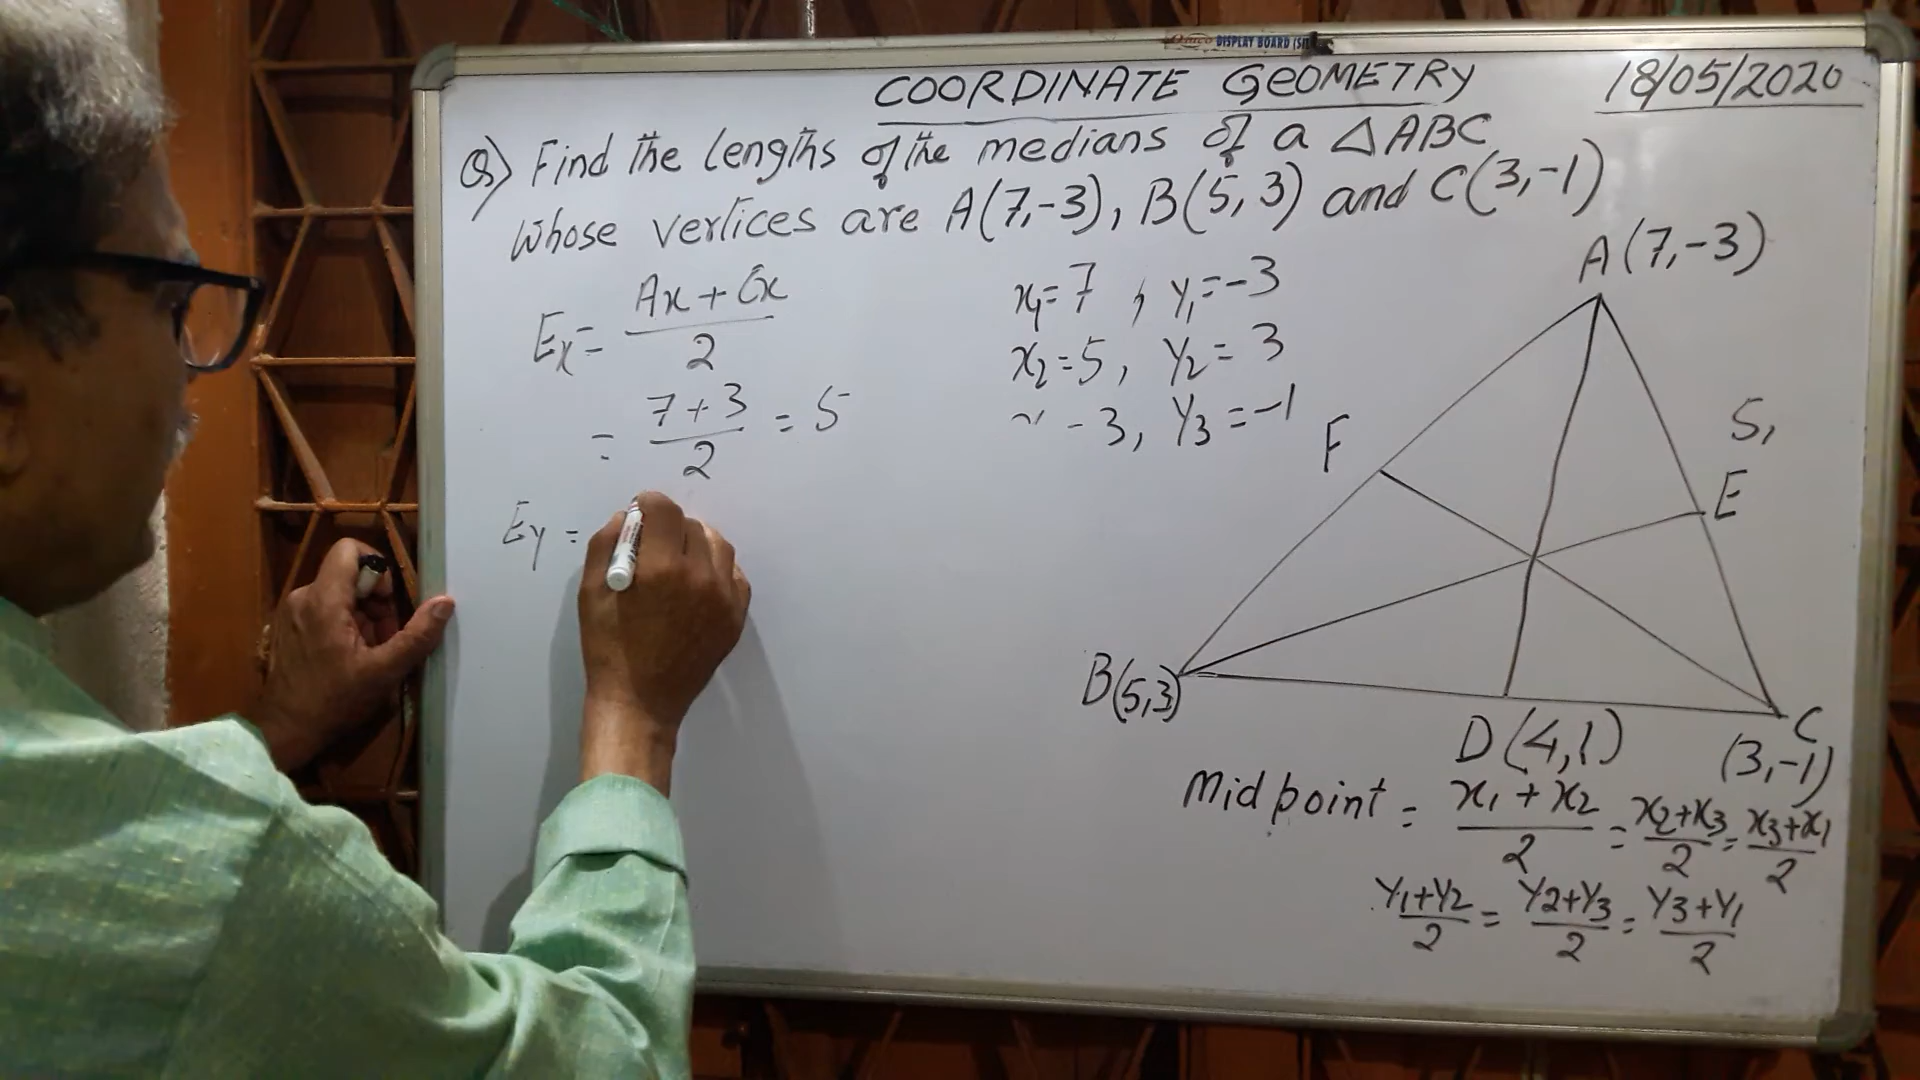 DISPLAY BOARD
COORDINATE GEOMETRY 18/05/2020
Q) Find the lengths of the medians of a △ABC
whose vertices are A(7,-3), B(5,3) and C(3,-1)
Ex = Ax + Cx / 2
= 7+3 / 2 = 5
Ey =
x1 = 7, y1 = -3
x2 = 5, y2 = 3
3, y3 = -1
A(7,-3)
F
5,
E
B(5,3)
D(4,1)
C
(3,-1)
Midpoint = x1 + x2 / 2 = x2+x3 / 2 = x3+x1 / 2
y1+y2 / 2 = y2+y3 / 2 = y3+y1 / 2